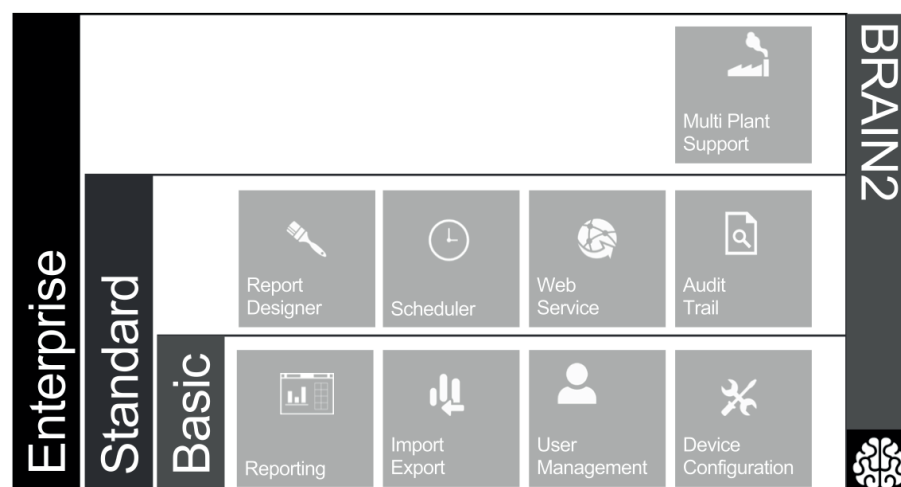 Multi Plant
Support
BRAIN2
Enterprise
Standard
Report
Designer
Scheduler
Web
Service
Audit
Trail
Basic
Reporting
Import
Export
User
Management
Device
Configuration